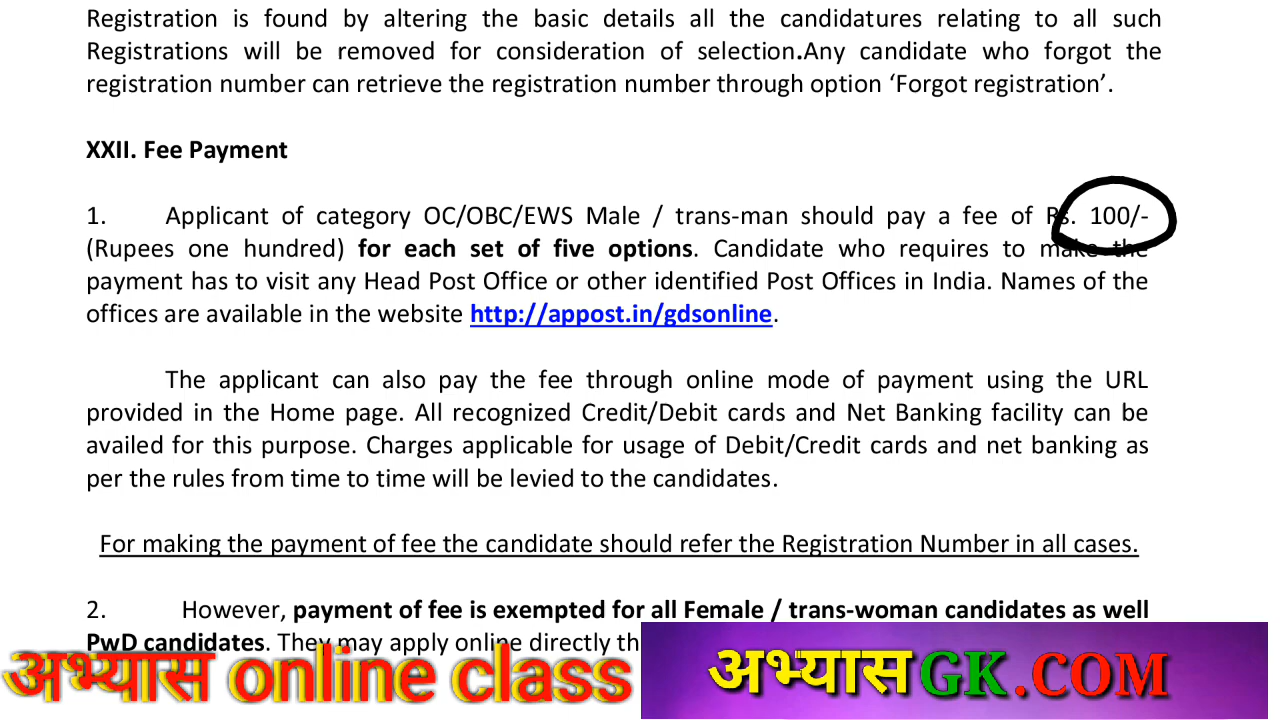 Registration is found by altering the basic details all the candidatures relating to all such
Registrations will be removed for consideration of selection.Any candidate who forgot the
registration number can retrieve the registration number through option ‘Forgot registration’.
XXII. Fee Payment
1. Applicant of category OC/OBC/EWS Male / trans-man should pay a fee of Rs. 100/-
(Rupees one hundred) for each set of five options. Candidate who requires to make the
payment has to visit any Head Post Office or other identified Post Offices in India. Names of the
offices are available in the website http://appost.in/gdsonline.
The applicant can also pay the fee through online mode of payment using the URL
provided in the Home page. All recognized Credit/Debit cards and Net Banking facility can be
availed for this purpose. Charges applicable for usage of Debit/Credit cards and net banking as
per the rules from time to time will be levied to the candidates.
For making the payment of fee the candidate should refer the Registration Number in all cases.
2. However, payment of fee is exempted for all Female / trans-woman candidates as well
PwD candidates. They may apply online directly th
अभ्यास online class
अभ्यास GK.COM